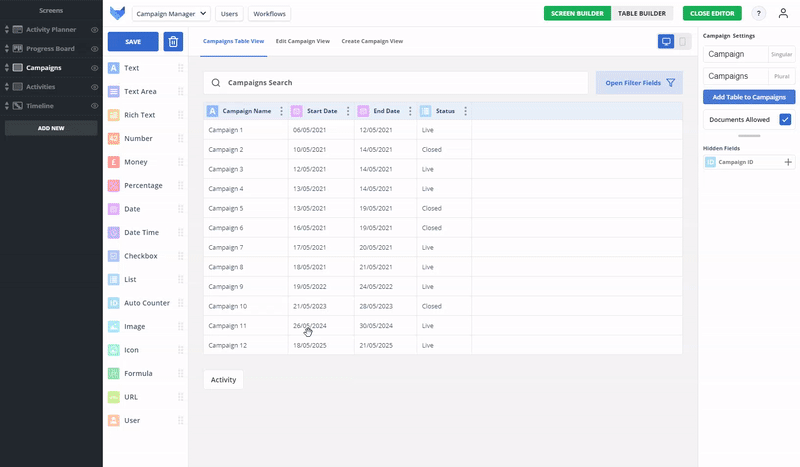 Screens
Activity Planner
Progress Board
Campaigns
Activities
Timeline
ADD NEW
Campaign Manager
Users
Workflows
SCREEN BUILDER
TABLE BUILDER
CLOSE EDITOR
?
SAVE
Text
Text Area
Rich Text
Number
Money
Percentage
Date
Date Time
Checkbox
List
Auto Counter
Image
Icon
Formula
URL
User
Campaigns Table View
Edit Campaign View
Create Campaign View
Campaigns Search
Open Filter Fields
Campaign Name Start Date End Date Status
Campaign 1 06/05/2021 12/05/2021 Live
Campaign 2 10/05/2021 14/05/2021 Closed
Campaign 3 12/05/2021 14/05/2021 Live
Campaign 4 13/05/2021 14/05/2021 Live
Campaign 5 13/05/2021 19/05/2021 Closed
Campaign 6 16/05/2021 19/05/2021 Closed
Campaign 7 17/05/2021 20/05/2021 Live
Campaign 8 18/05/2021 21/05/2021 Live
Campaign 9 19/05/2022 24/05/2022 Live
Campaign 10 21/05/2023 28/05/2023 Closed
Campaign 11 26/05/2024 30/05/2024 Live
Campaign 12 18/05/2025 21/05/2025 Live
Activity
Campaign Settings
Campaign Singular
Campaigns Plural
Add Table to Campaigns
Documents Allowed
Hidden Fields
ID Campaign ID